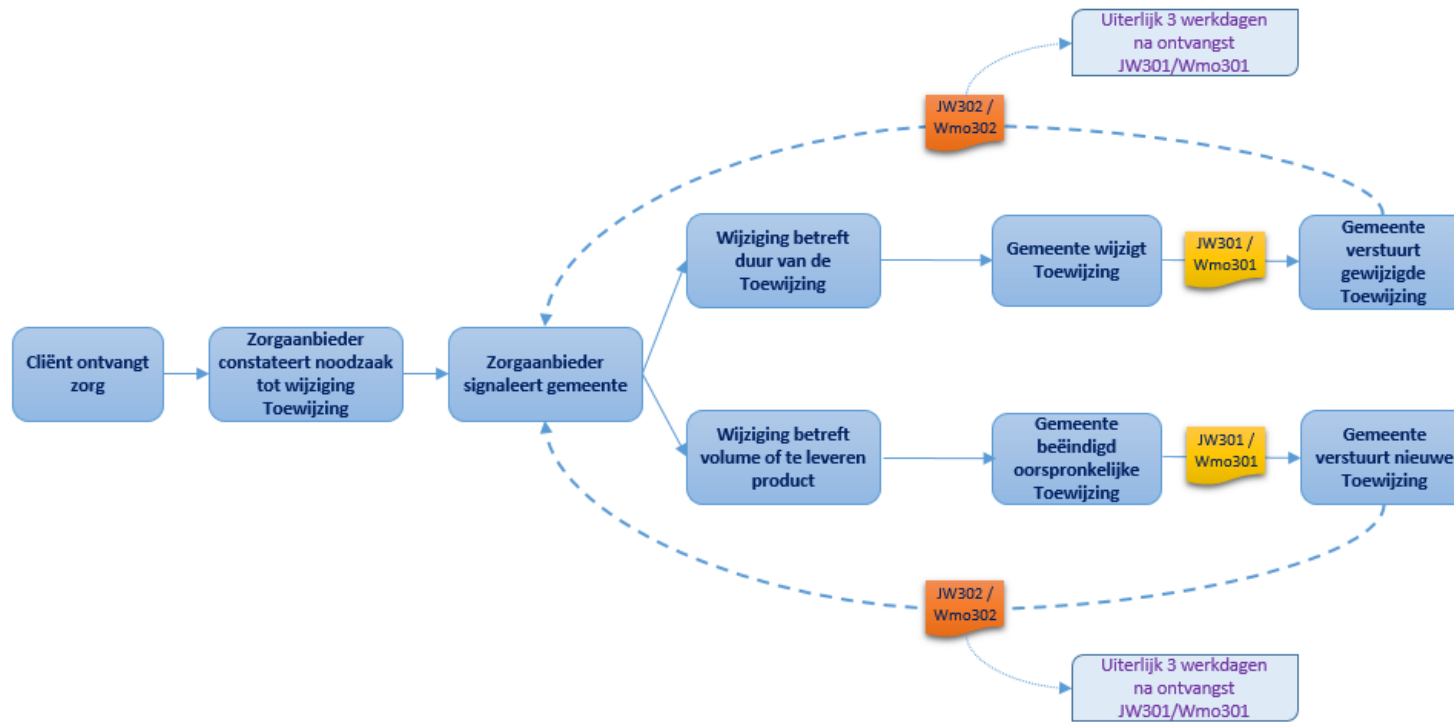 Uiterlijk 3 werkdagen
na ontvangst
JW301/Wmo301
JW302 /
Wmo302
Wijziging betreft
duur van de
Toewijzing
Gemeente wijzigt
Toewijzing
JW301 /
Wmo301
Gemeente
verstuurt
gewijzigde
Toewijzing
Cliënt ontvangt
zorg
Zorgaanbieder
constateert noodzaak
tot wijziging
Toewijzing
Zorgaanbieder
signaleert gemeente
Wijziging betreft
volume of te leveren
product
Gemeente
beëindigd
oorspronkelijke
Toewijzing
JW301 /
Wmo301
Gemeente
verstuurt nieuwe
Toewijzing
JW302 /
Wmo302
Uiterlijk 3 werkdagen
na ontvangst
JW301/Wmo301